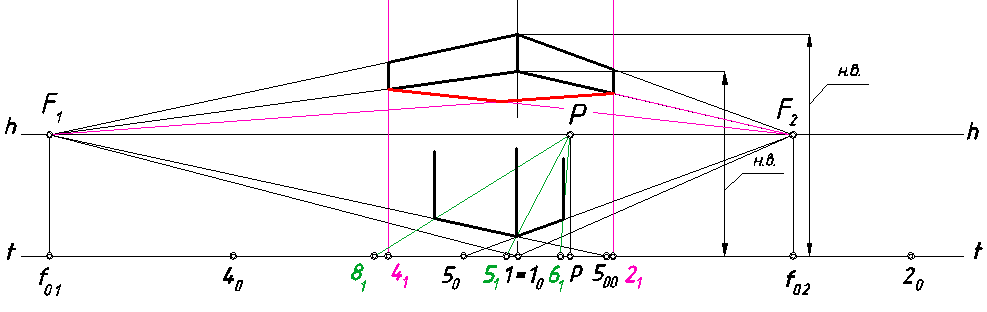 н.в.
F₁ P F₂
h h
н.в.
t t
f₀₁ 4₀ 8₁ 4₁ 5₀ 5₁ 1≡1₀ 6₁ P 5₀₀ 2₁ f₀₂ 2₀